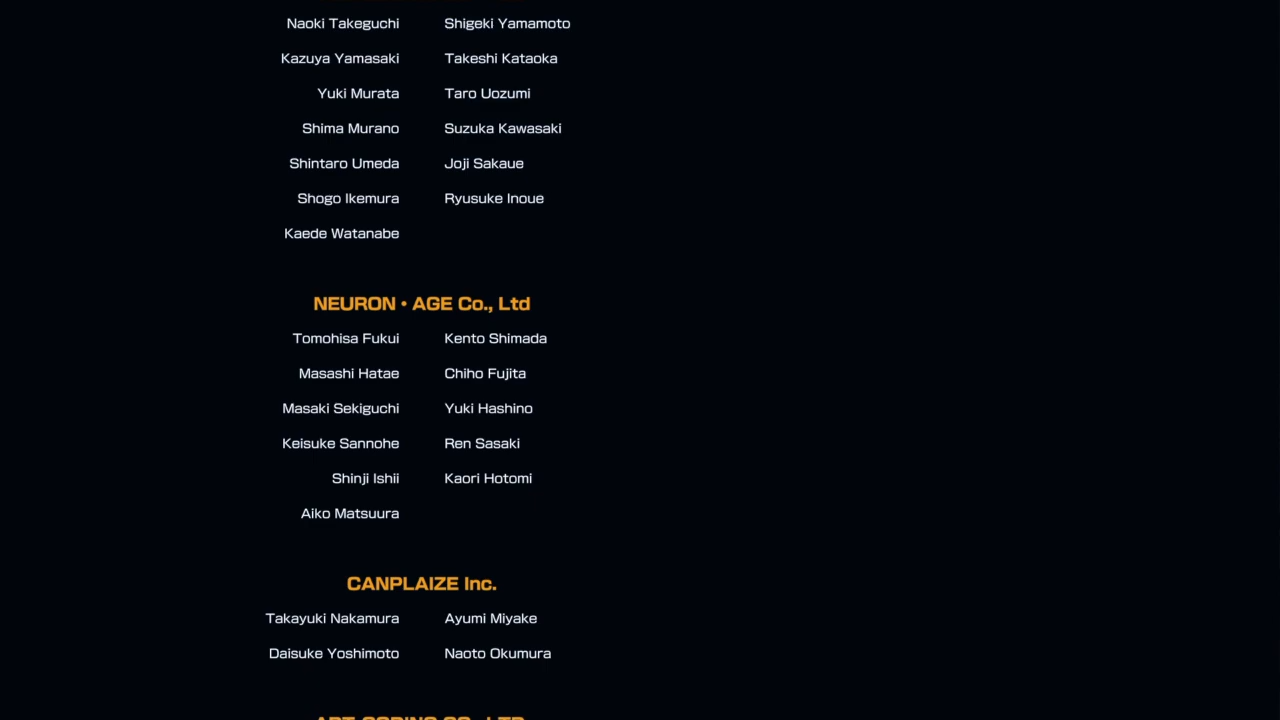 Naoki Takeguchi Shigeki Yamamoto
Kazuya Yamasaki Takeshi Kataoka
Yuki Murata Taro Uozumi
Shima Murano Suzuka Kawasaki
Shintaro Umeda Joji Sakaue
Shogo Ikemura Ryusuke Inoue
Kaede Watanabe
NEURON • AGE Co., Ltd
Tomohisa Fukui Kento Shimada
Masashi Hatae Chiho Fujita
Masaki Sekiguchi Yuki Hashino
Keisuke Sannohe Ren Sasaki
Shinji Ishii Kaori Hotomi
Aiko Matsuura
CANPLAIZE Inc.
Takayuki Nakamura Ayumi Miyake
Daisuke Yoshimoto Naoto Okumura